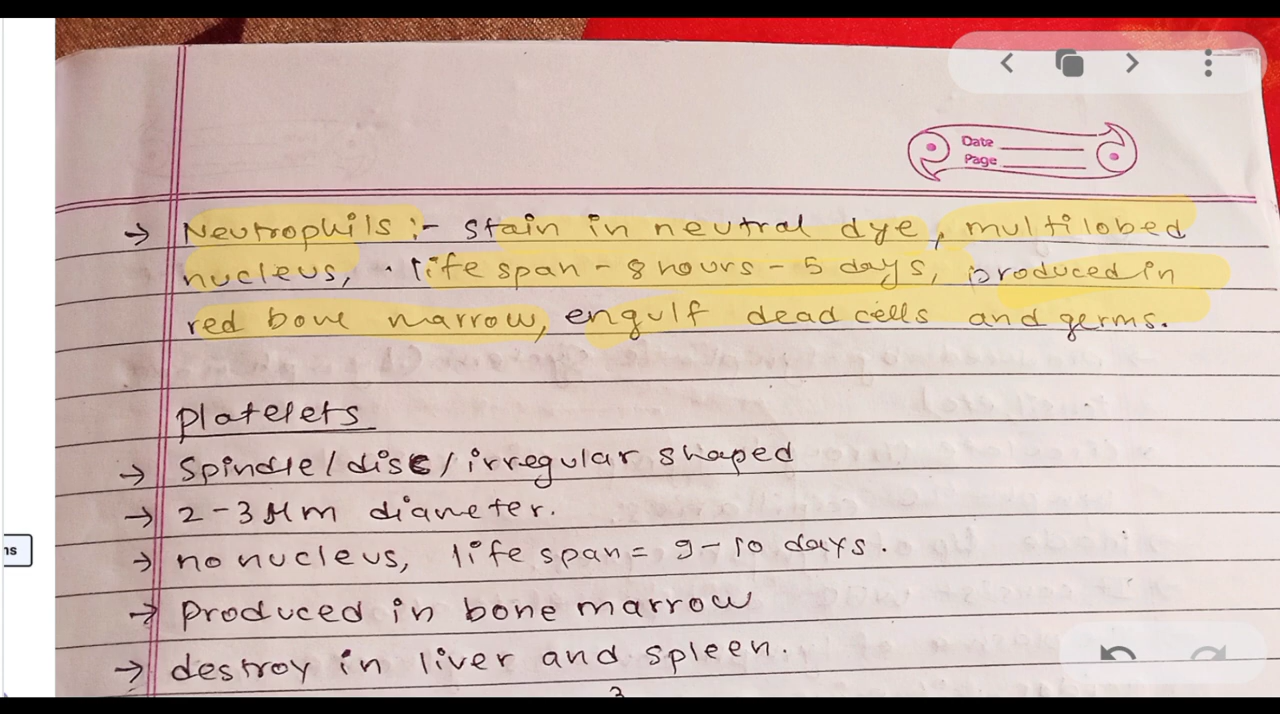 Date
Page
→ Neutrophils :- stain in neutral dye, multilobed
nucleus, . life span - 8 hours - 5 days, produced in
red bone marrow, engulf dead cells and germs.
Platelets
→ Spindle/disc/irregular shaped
→ 2-3 μm diameter.
→ no nucleus, life span = 9-10 days.
→ Produced in bone marrow
→ destroy in liver and spleen.
ns